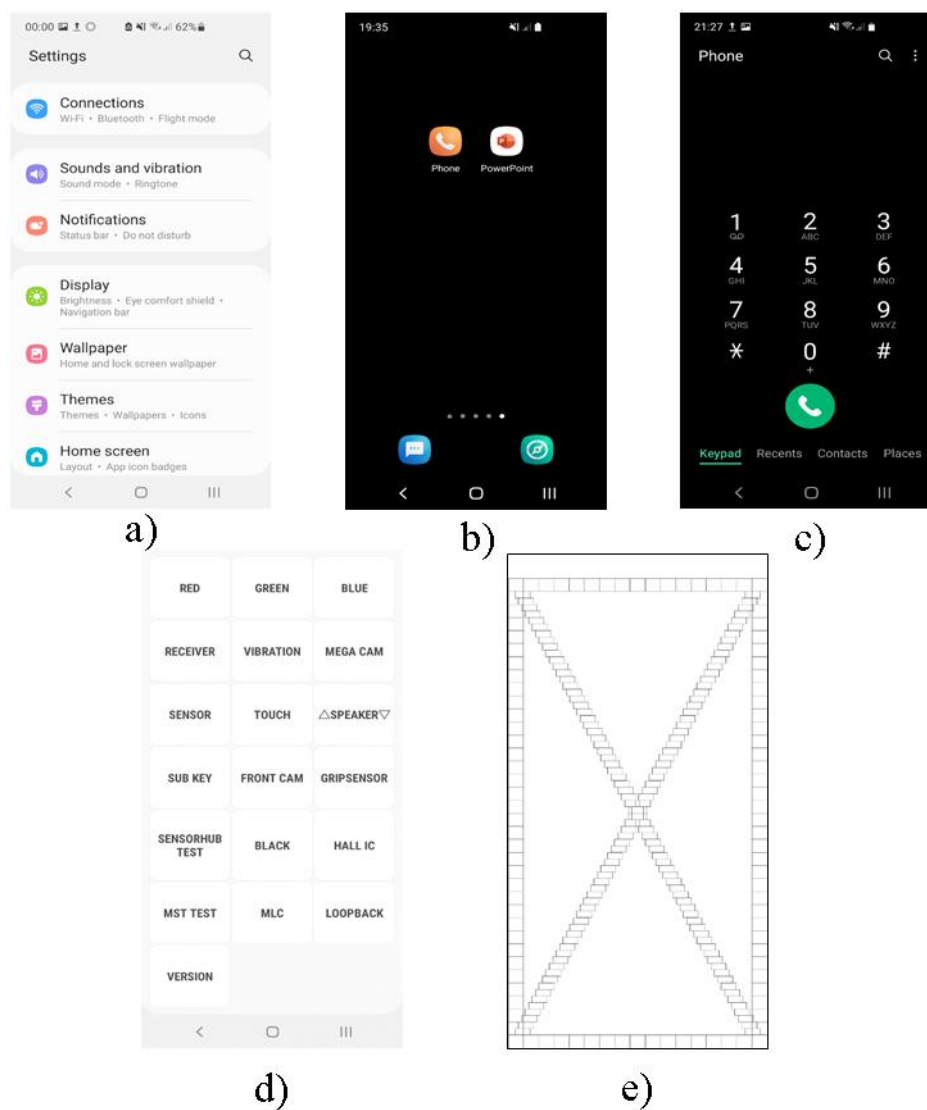 00:00 62%
Settings
Connections
Wi-Fi • Bluetooth • Flight mode
Sounds and vibration
Sound mode • Ringtone
Notifications
Status bar • Do not disturb
Display
Brightness • Eye comfort shield •
Navigation bar
Wallpaper
Home and lock screen wallpaper
Themes
Themes • Wallpapers • Icons
Home screen
Layout • App icon badges
a)
19:35
Phone PowerPoint
b)
21:27
Phone
1 2 3
ABC DEF
4 5 6
GHI JKL MNO
7 8 9
PQRS TUV WXYZ
* 0 #
+
Keypad Recents Contacts Places
c)
RED GREEN BLUE
RECEIVER VIBRATION MEGA CAM
SENSOR TOUCH △SPEAKER▽
SUB KEY FRONT CAM GRIPSENSOR
SENSORHUB
TEST BLACK HALL IC
MST TEST MLC LOOPBACK
VERSION
d)
e)